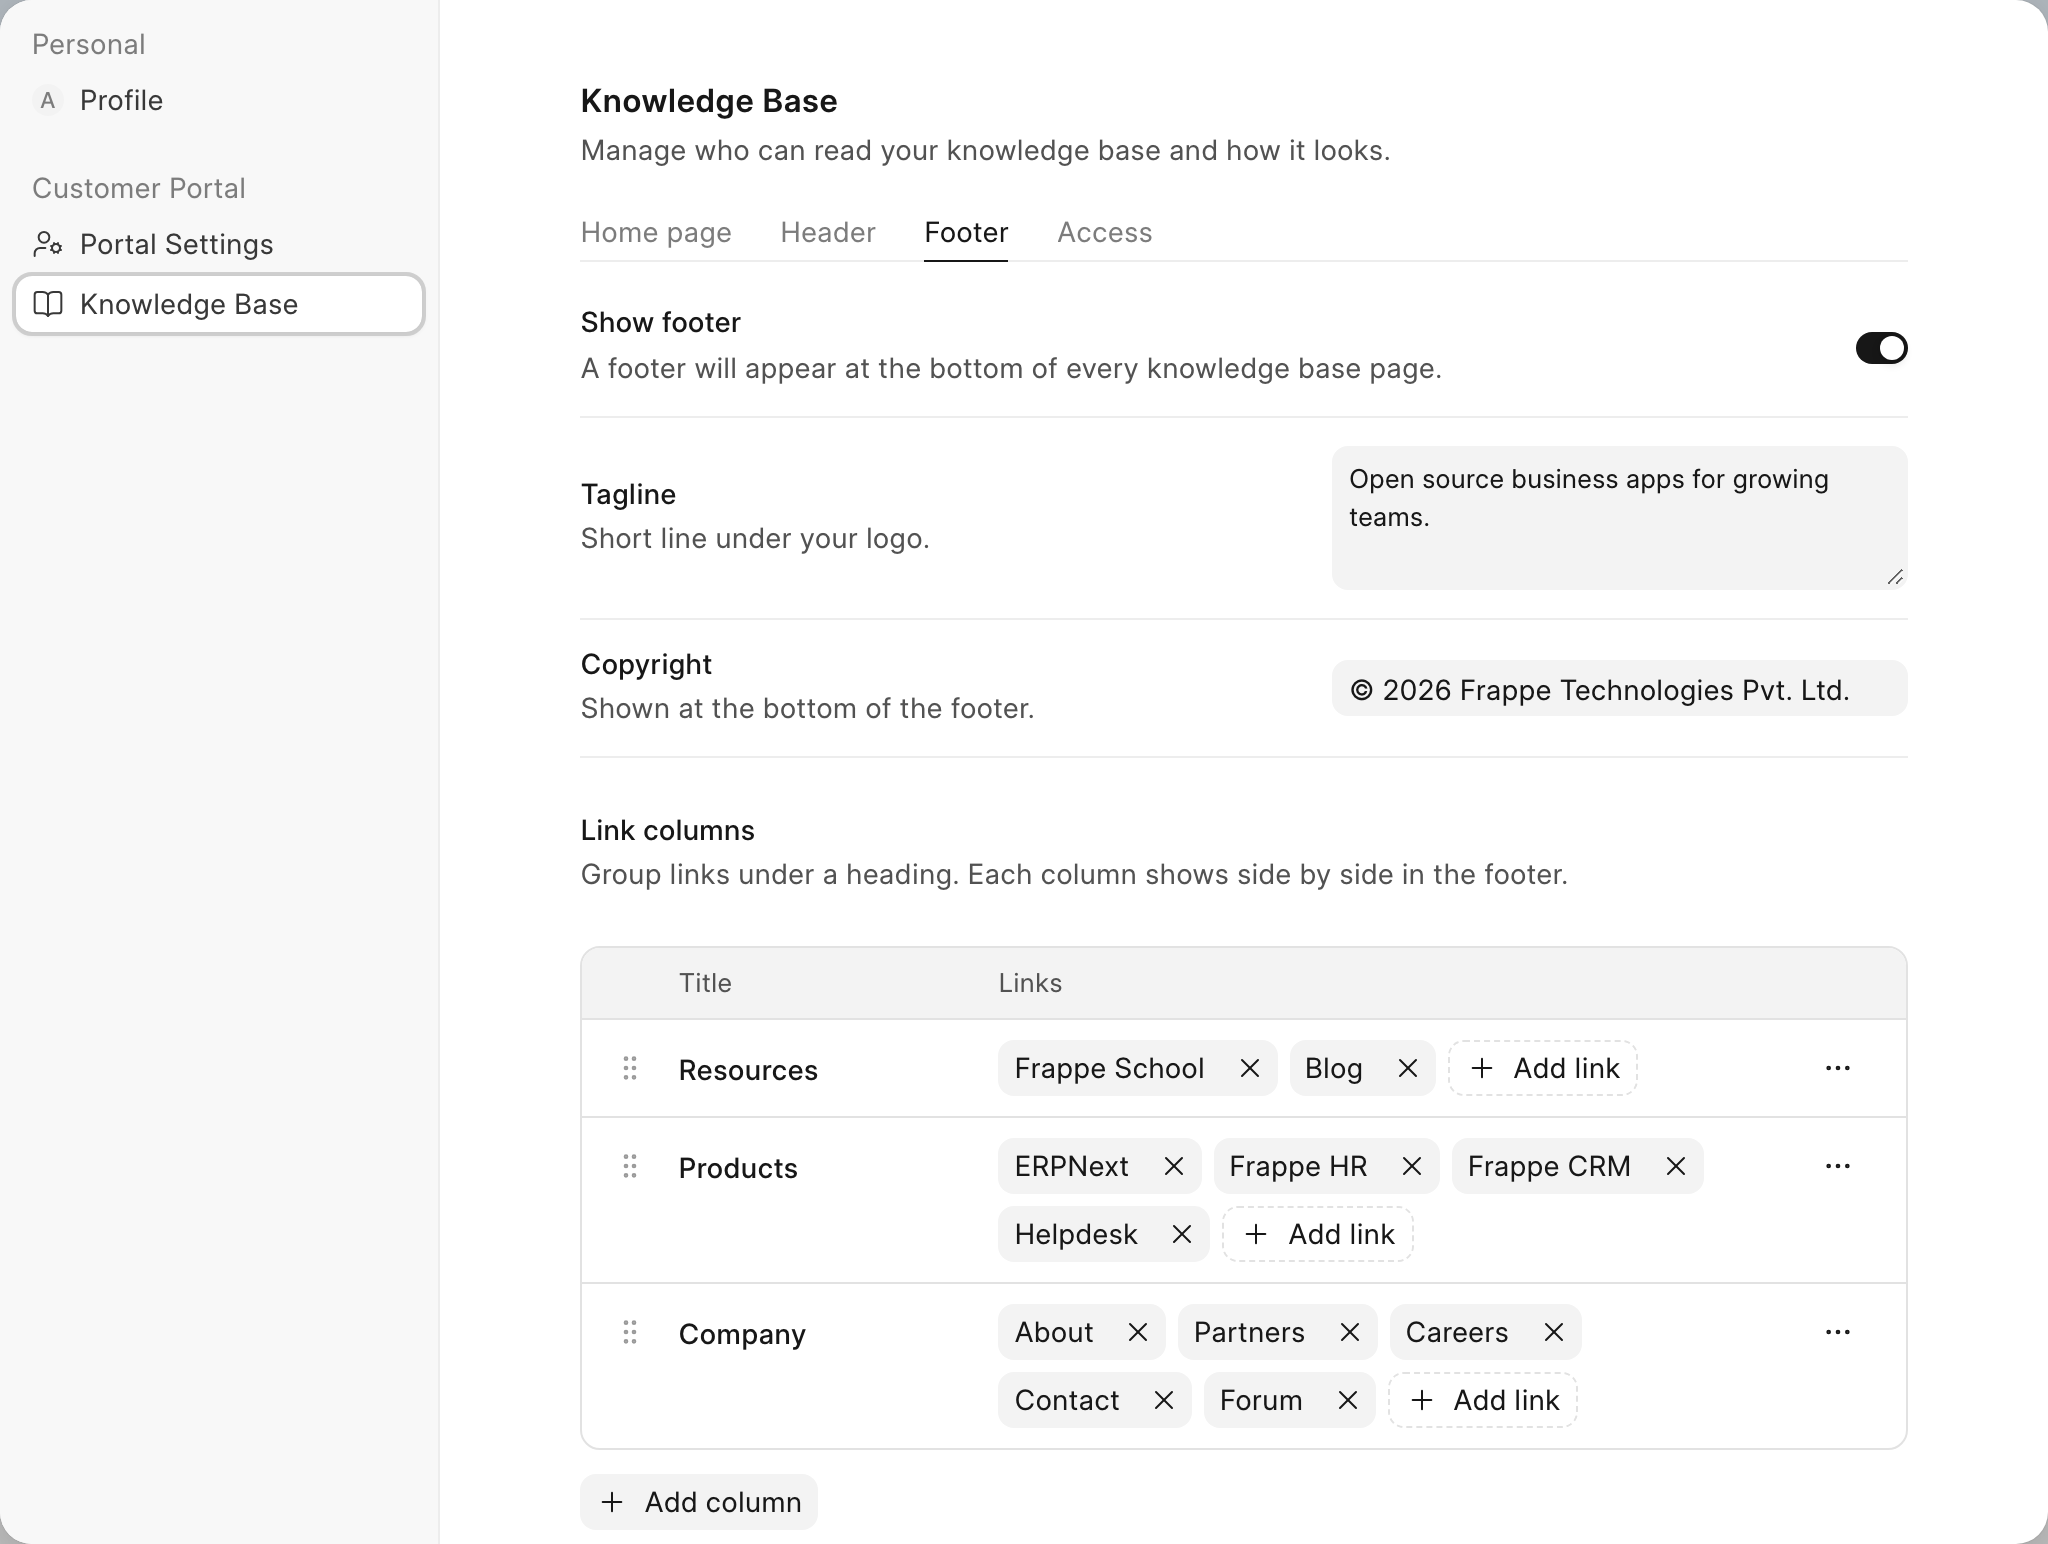 Personal
A Profile
Customer Portal
Portal Settings
Knowledge Base
Knowledge Base
Manage who can read your knowledge base and how it looks.
Home page Header Footer Access
Show footer
A footer will appear at the bottom of every knowledge base page.
Tagline
Short line under your logo.
Open source business apps for growing
teams.
Copyright
Shown at the bottom of the footer.
© 2026 Frappe Technologies Pvt. Ltd.
Link columns
Group links under a heading. Each column shows side by side in the footer.
Title Links
Resources Frappe School Blog Add link
Products ERPNext Frappe HR Frappe CRM
Helpdesk Add link
Company About Partners Careers
Contact Forum Add link
Add column